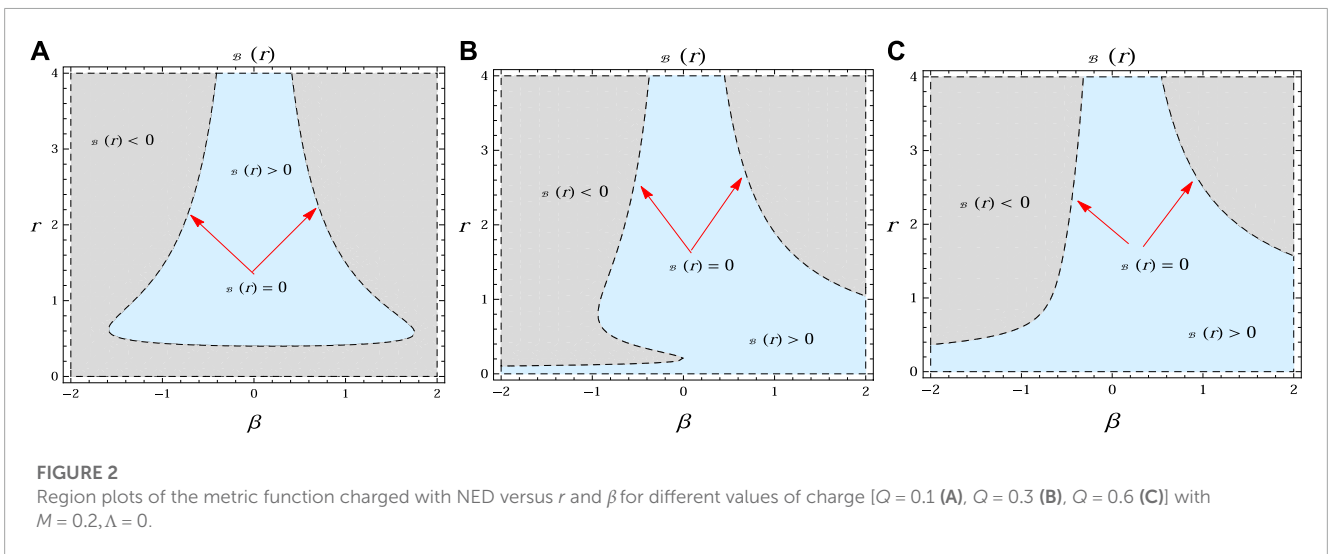 A
ℬ (r)
4
3
2
1
0
−2
−1
0
1
2
r
β
ℬ (r) < 0
ℬ (r) > 0
ℬ (r) = 0
B
ℬ (r)
4
3
2
1
0
−2
−1
0
1
2
r
β
ℬ (r) < 0
ℬ (r) = 0
ℬ (r) > 0
C
ℬ (r)
4
3
2
1
0
−2
−1
0
1
2
r
β
ℬ (r) < 0
ℬ (r) = 0
ℬ (r) > 0
FIGURE 2
Region plots of the metric function charged with NED versus r and β for different values of charge [Q = 0.1 (A), Q = 0.3 (B), Q = 0.6 (C)] with
M = 0.2, Λ = 0.